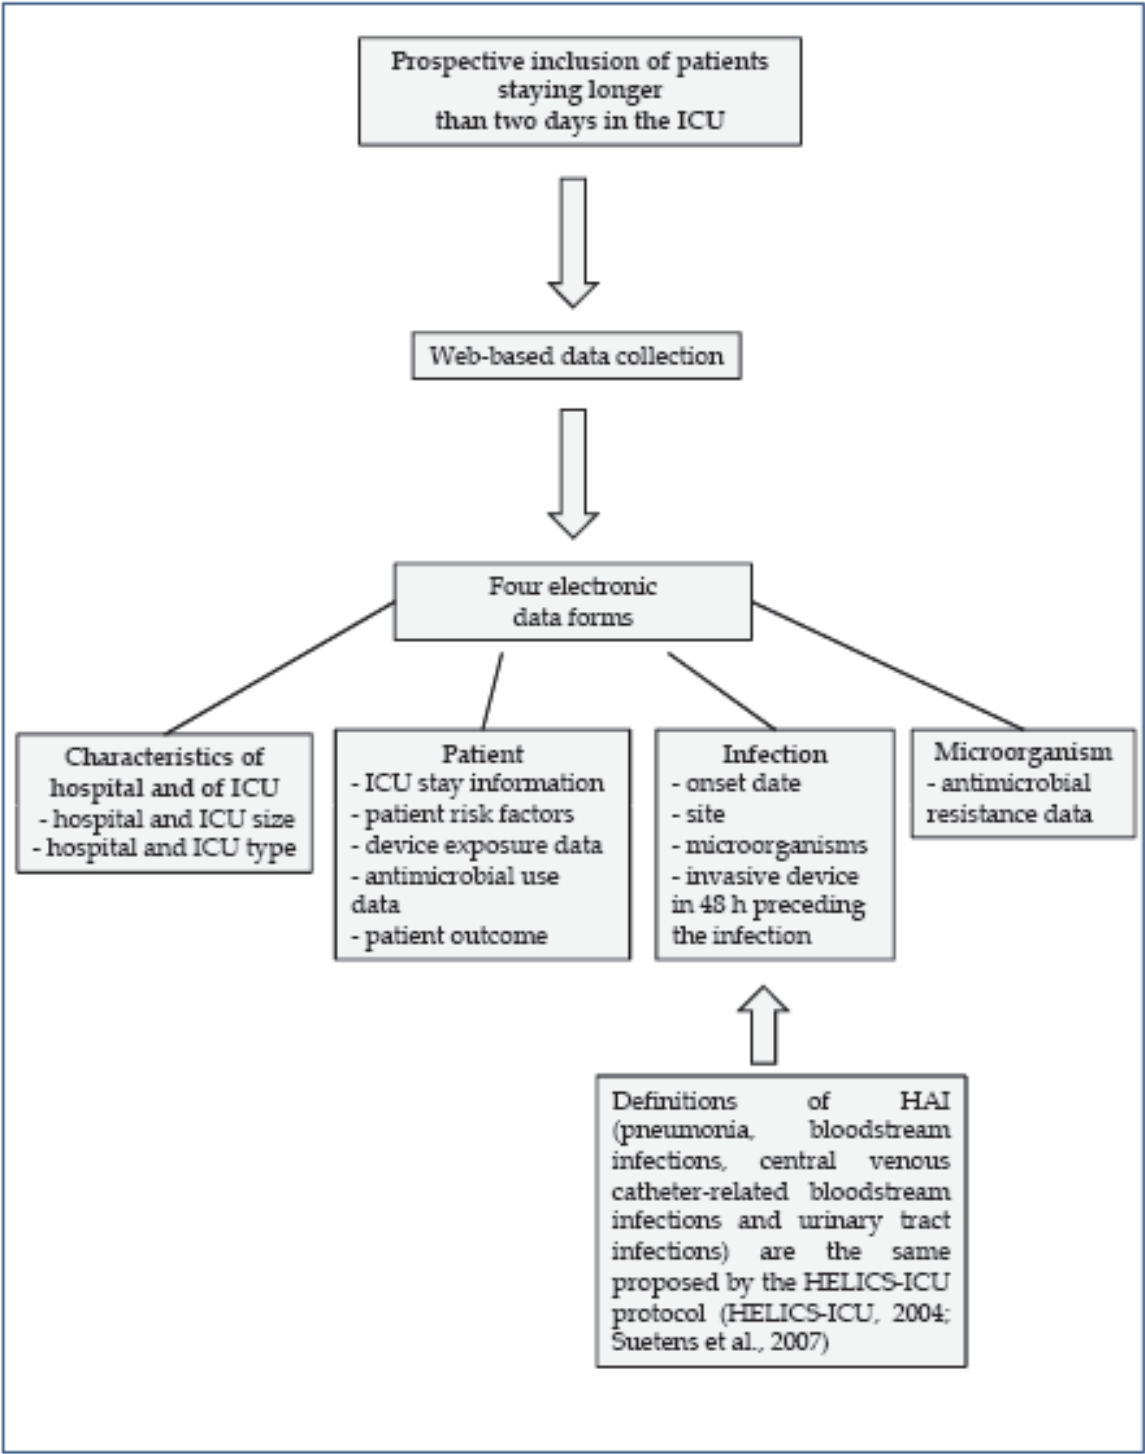 Prospective inclusion of patients
staying longer
than two days in the ICU
Web-based data collection
Four electronic
data forms
Characteristics of
hospital and of ICU
- hospital and ICU size
- hospital and ICU type
Patient
- ICU stay information
- patient risk factors
- device exposure data
- antimicrobial use
data
- patient outcome
Infection
- onset date
- site
- microorganisms
- invasive device
in 48 h preceding
the infection
Microorganism
- antimicrobial
resistance data
Definitions of HAI
(pneumonia, bloodstream
infections, central venous
catheter-related bloodstream
infections and urinary tract
infections) are the same
proposed by the HELICS-ICU
protocol (HELICS-ICU, 2004;
Suetens et al., 2007)